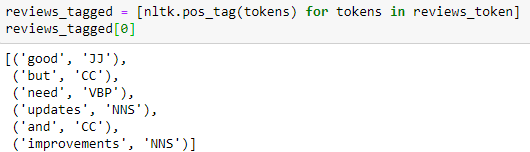 reviews_tagged = [nltk.pos_tag(tokens) for tokens in reviews_token]
reviews_tagged[0]
[('good', 'JJ'),
 ('but', 'CC'),
 ('need', 'VBP'),
 ('updates', 'NNS'),
 ('and', 'CC'),
 ('improvements', 'NNS')]